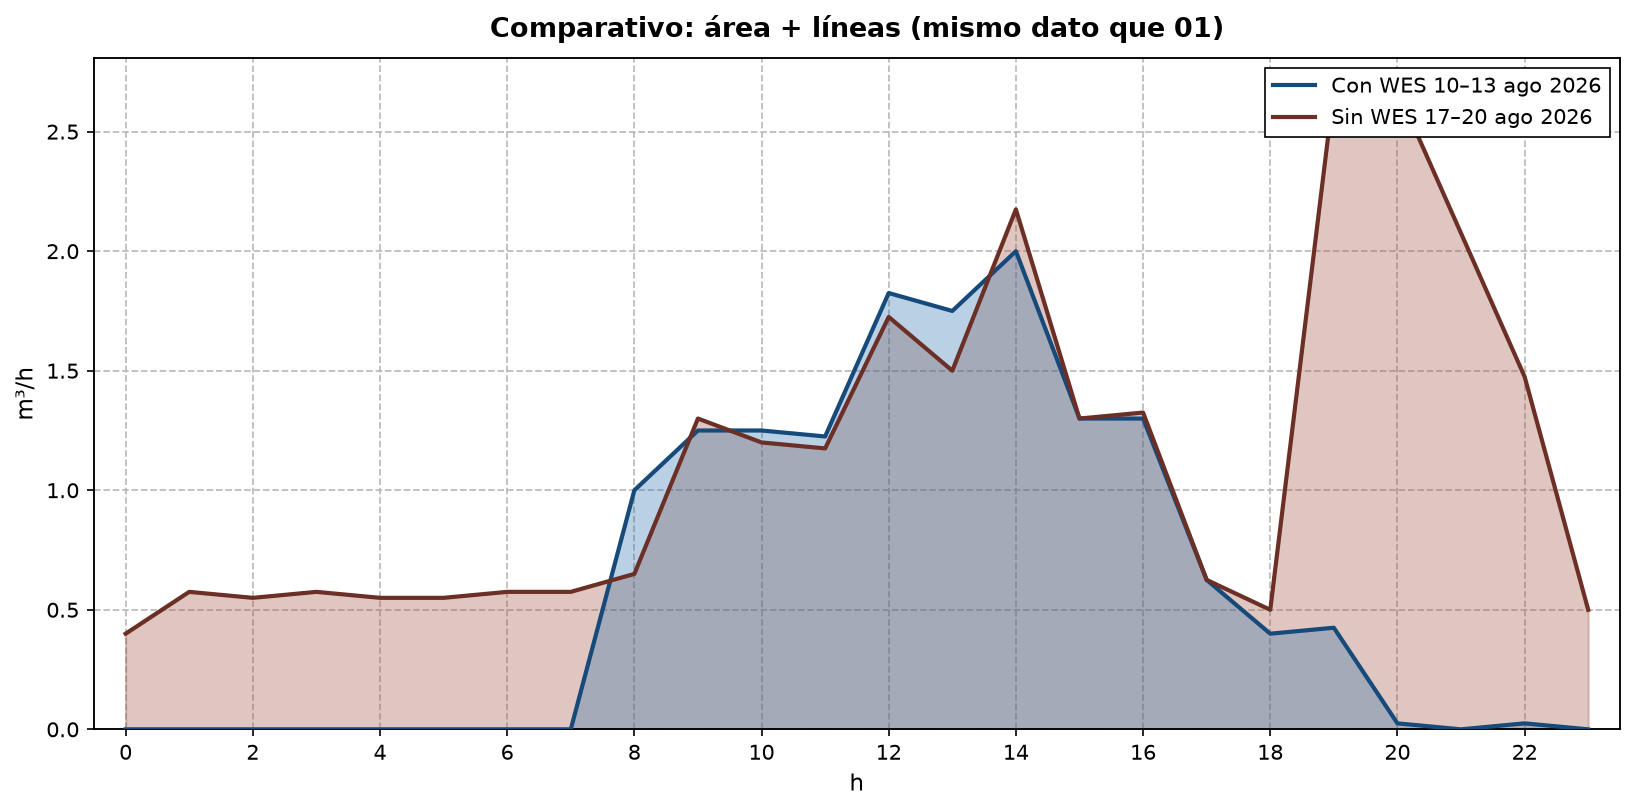 Comparativo: área + líneas (mismo dato que 01)
Con WES 10–13 ago 2026
Sin WES 17–20 ago 2026
2.5
2.0
1.5
1.0
0.5
0.0
m³/h
0 2 4 6 8 10 12 14 16 18 20 22
h